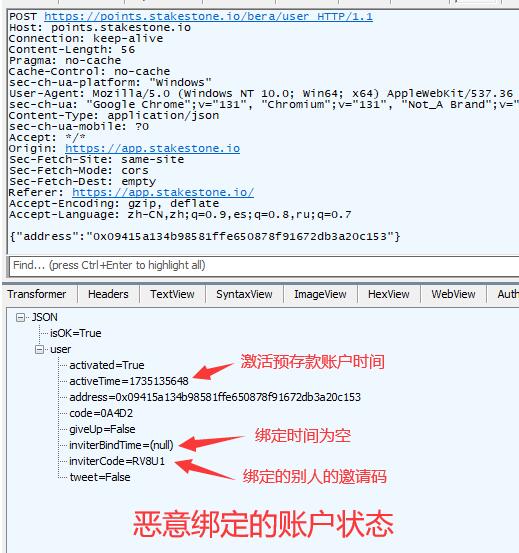 POST https://points.stakestone.io/bera/user HTTP/1.1
Host: points.stakestone.io
Connection: keep-alive
Content-Length: 56
Pragma: no-cache
Cache-Control: no-cache
sec-ch-ua-platform: "Windows"
User-Agent: Mozilla/5.0 (Windows NT 10.0; Win64; x64) AppleWebKit/537.36
sec-ch-ua: "Google Chrome";v="131", "Chromium";v="131", "Not_A Brand";v=
Content-Type: application/json
sec-ch-ua-mobile: ?0
Accept: */*
Origin: https://app.stakestone.io
Sec-Fetch-Site: same-site
Sec-Fetch-Mode: cors
Sec-Fetch-Dest: empty
Referer: https://app.stakestone.io/
Accept-Encoding: gzip, deflate
Accept-Language: zh-CN,zh;q=0.9,es;q=0.8,ru;q=0.7
{"address":"0x09415a134b98581ffe650878f91672db3a20c153"}
Find... (press Ctrl+Enter to highlight all)
Transformer Headers TextView SyntaxView ImageView HexView WebView Auth
JSON
isOK=True
user
activated=True
激活预存款账户时间
activeTime=1735135648
address=0x09415a134b98581ffe650878f91672db3a20c153
code=0A4D2
giveUp=False
绑定时间为空
inviterBindTime=(null)
inviterCode=RV8U1
绑定的别人的邀请码
tweet=False
恶意绑定的账户状态